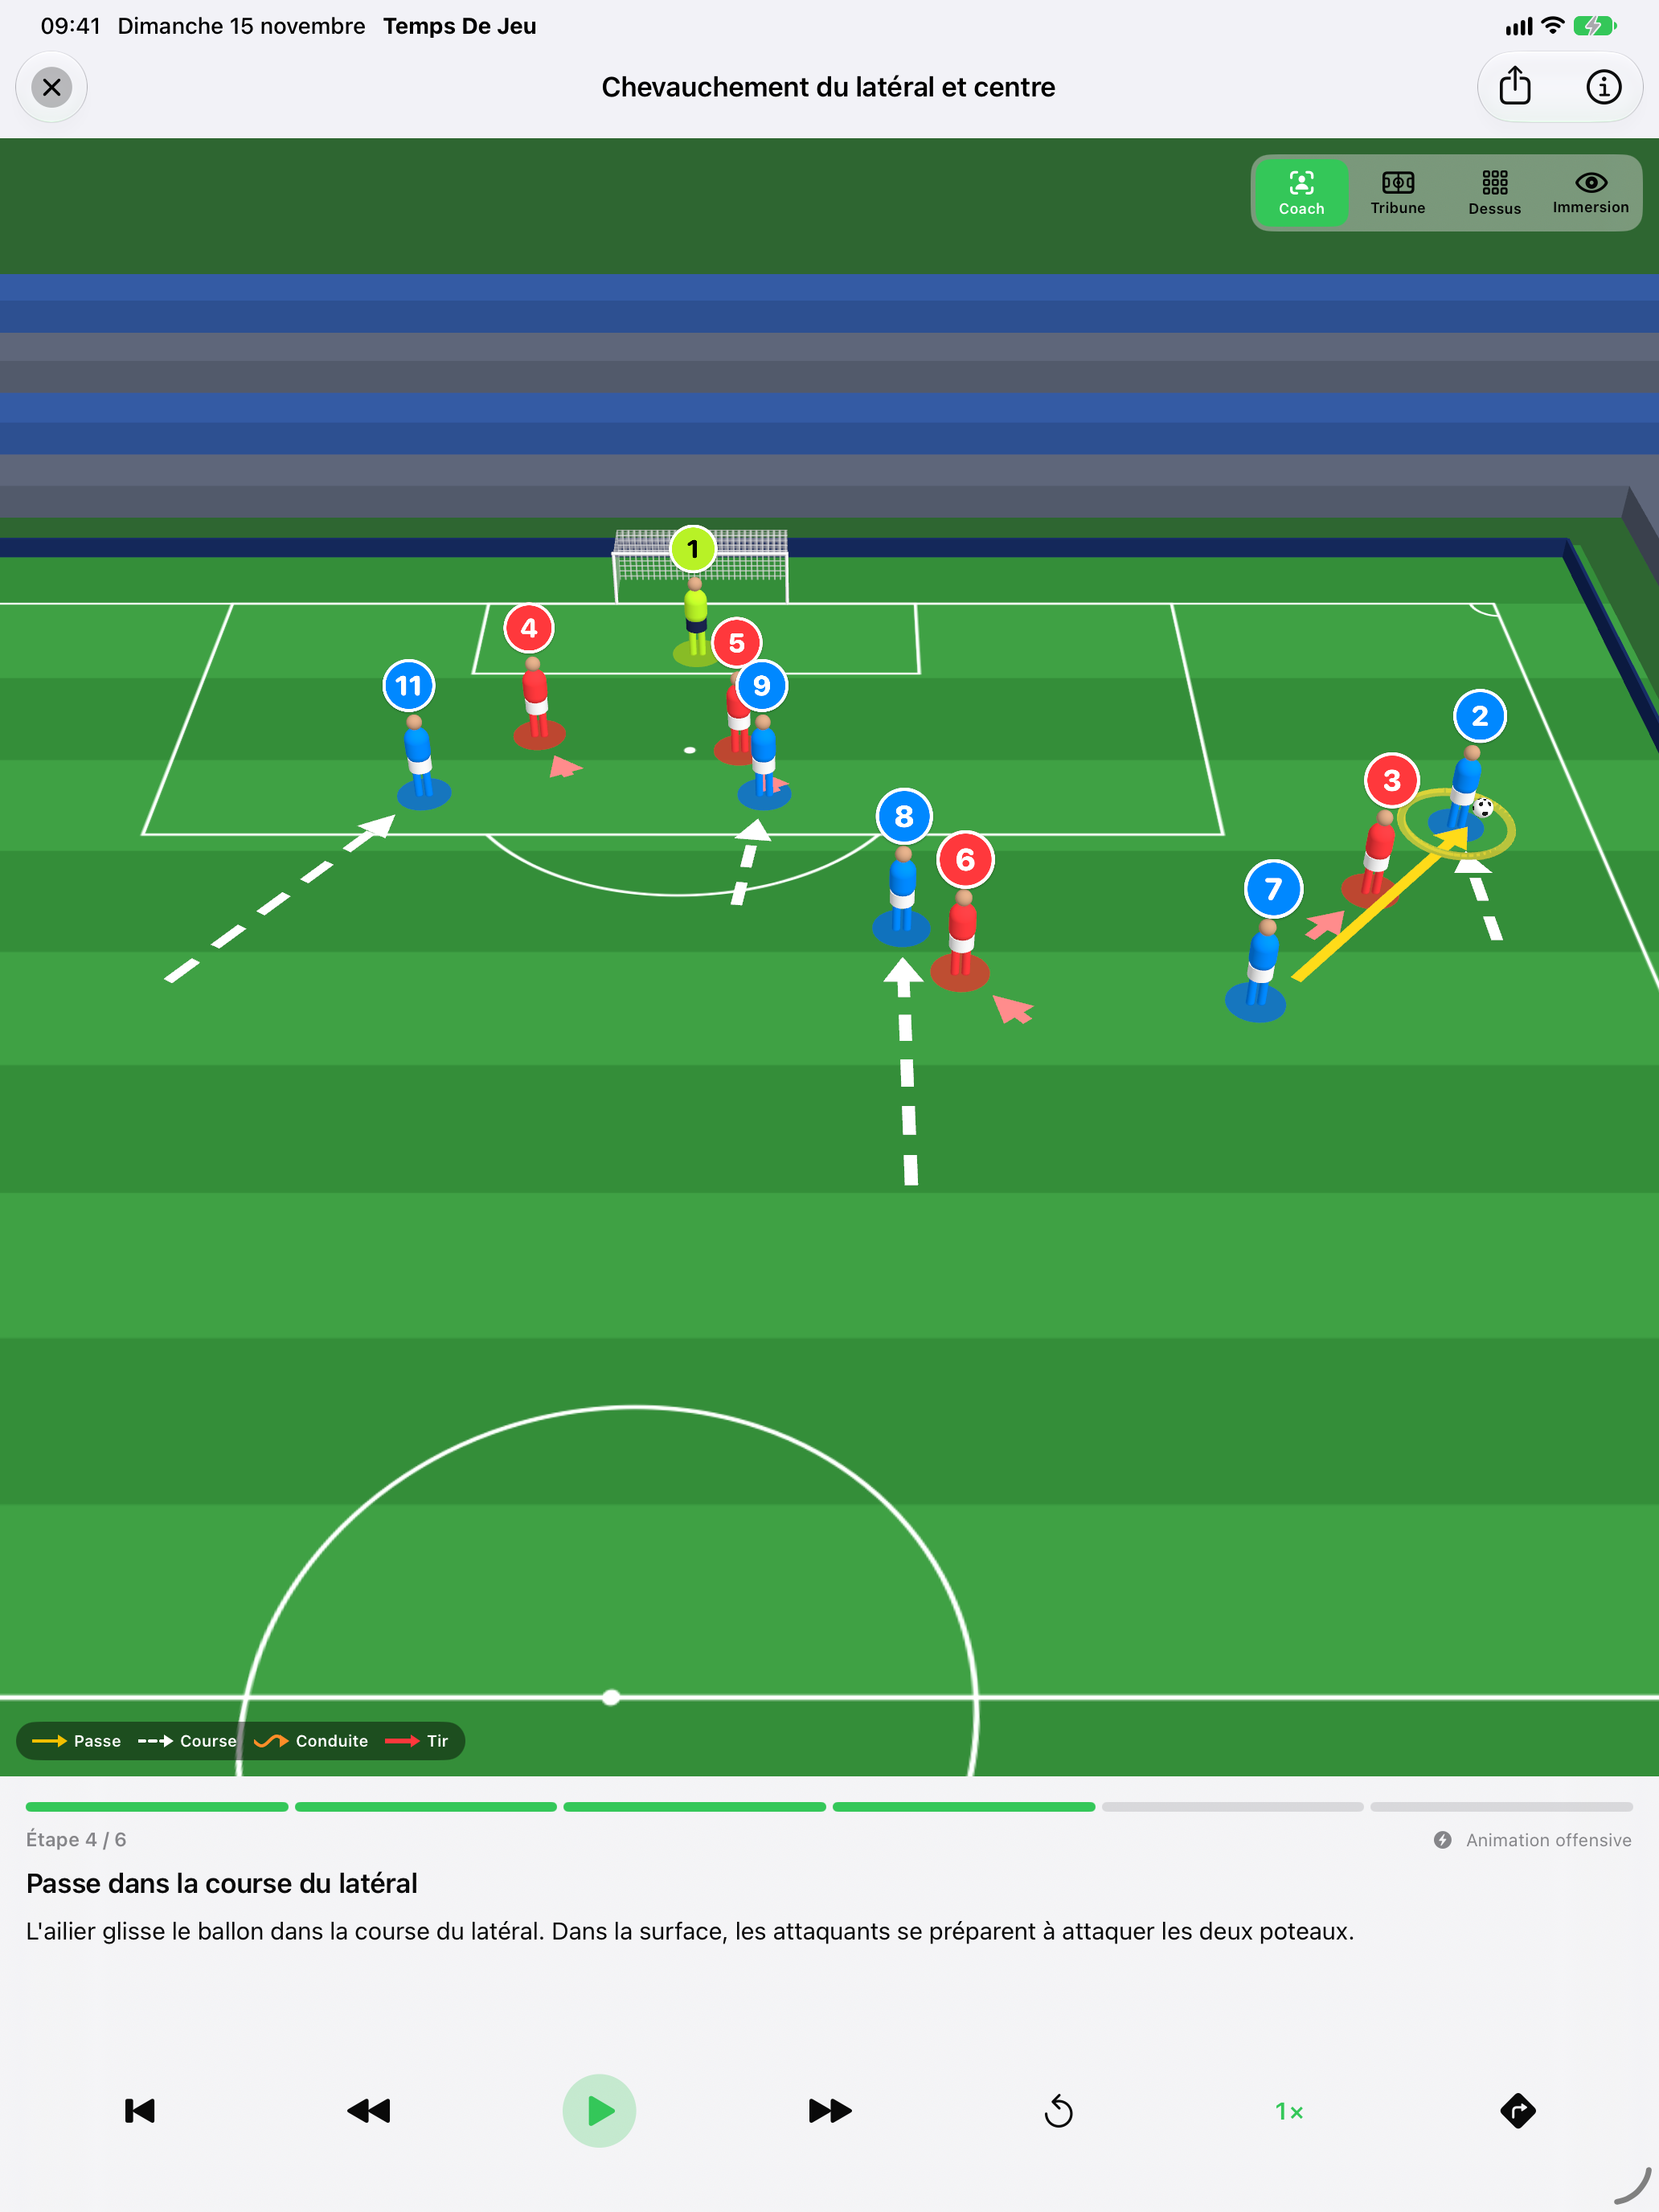 09:41 Dimanche 15 novembre Temps De Jeu
Chevauchement du latéral et centre
Coach Tribune Dessus Immersion
1
4
5
11
9
2
3
8
6
7
Passe Course Conduite Tir
Étape 4 / 6 Animation offensive
Passe dans la course du latéral
L'ailier glisse le ballon dans la course du latéral. Dans la surface, les attaquants se préparent à attaquer les deux poteaux.
1×